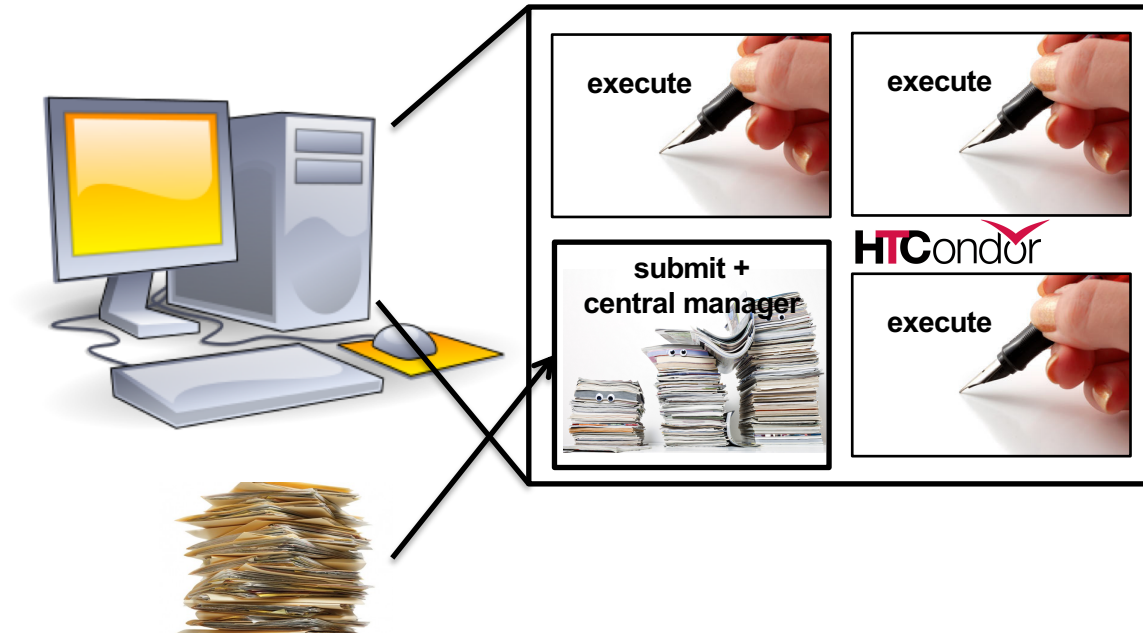 execute
execute
submit +
central manager
HTCondor
execute